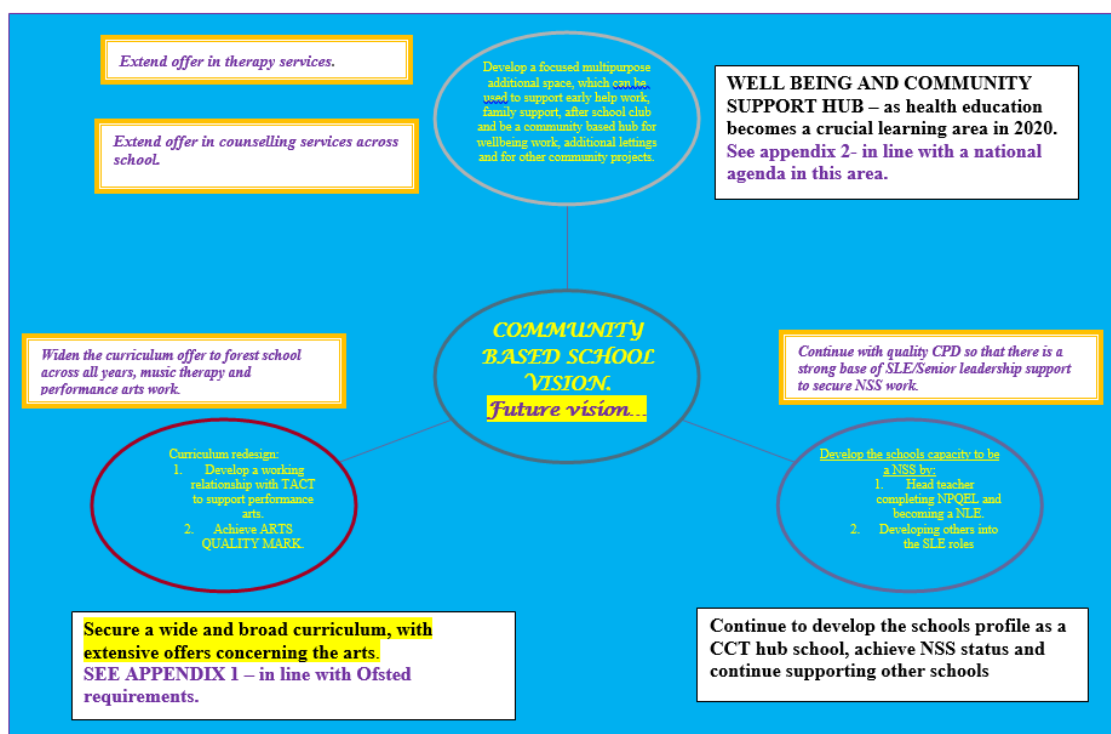 Extend offer in therapy services.
Extend offer in counselling services across
school.
Develop a focused multipurpose
additional space, which can be
used to support early help work,
family support, after school club
and be a community based hub for
wellbeing work, additional lettings
and for other community projects.
WELL BEING AND COMMUNITY
SUPPORT HUB – as health education
becomes a crucial learning area in 2020.
See appendix 2- in line with a national
agenda in this area.
COMMUNITY
BASED SCHOOL
VISION.
Future vision...
Widen the curriculum offer to forest school
across all years, music therapy and
performance arts work.
Continue with quality CPD so that there is a
strong base of SLE/Senior leadership support
to secure NSS work.
Curriculum redesign:
1. Develop a working
relationship with TACT
to support performance
arts.
2. Achieve ARTS
QUALITY MARK.
Develop the schools capacity to be
a NSS by:
1. Head teacher
completing NPQEL and
becoming a NLE.
2. Developing others into
the SLE roles
Secure a wide and broad curriculum, with
extensive offers concerning the arts.
SEE APPENDIX 1 – in line with Ofsted
requirements.
Continue to develop the schools profile as a
CCT hub school, achieve NSS status and
continue supporting other schools